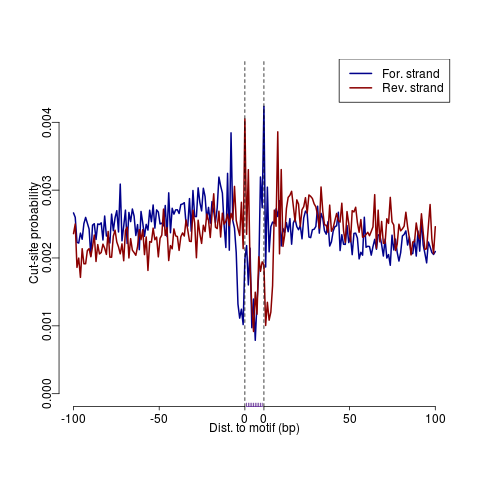 For. strand
Rev. strand
Cut-site probability
0.004
0.003
0.002
0.001
0.000
-100 -50 0 0 50 100
Dist. to motif (bp)